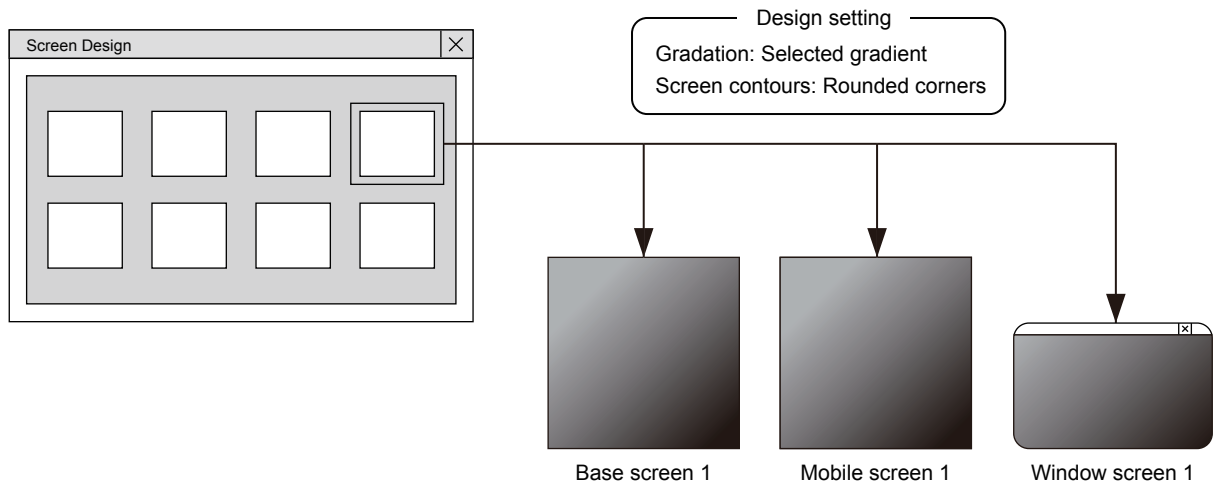 Screen Design
Design setting
Gradation: Selected gradient
Screen contours: Rounded corners
Base screen 1
Mobile screen 1
Window screen 1